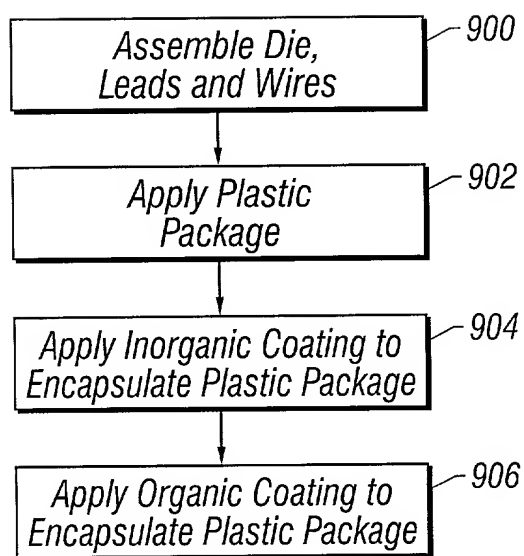 900
Assemble Die,
Leads and Wires
902
Apply Plastic
Package
904
Apply Inorganic Coating to
Encapsulate Plastic Package
906
Apply Organic Coating to
Encapsulate Plastic Package